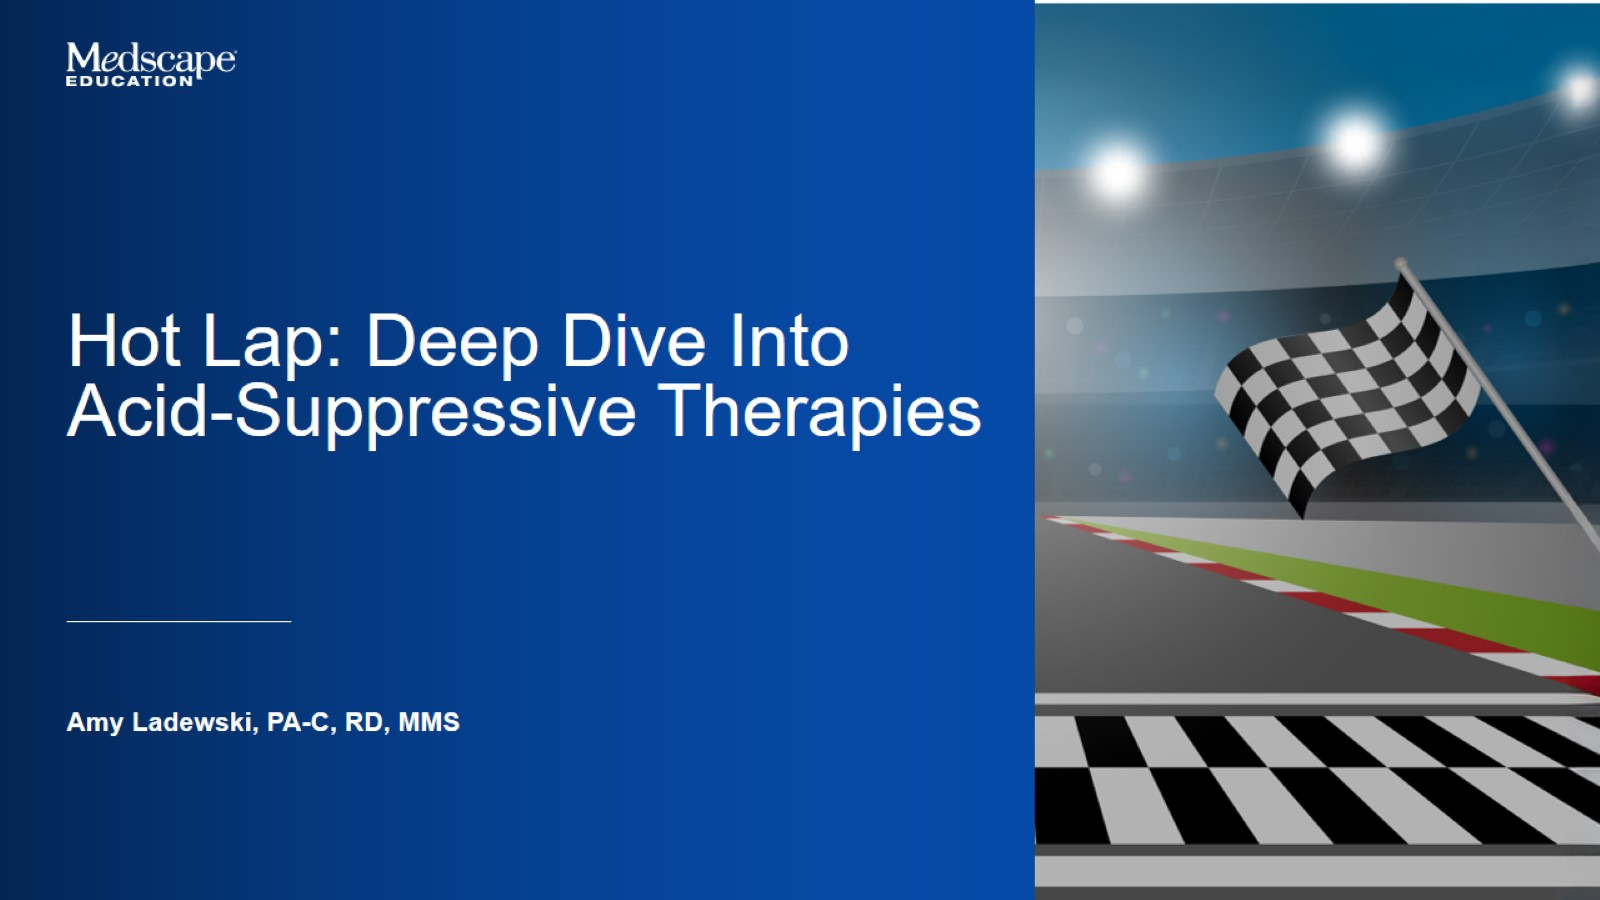 Medscape
EDUCATION
Hot Lap: Deep Dive Into
Acid-Suppressive Therapies
Amy Ladewski, PA-C, RD, MMS